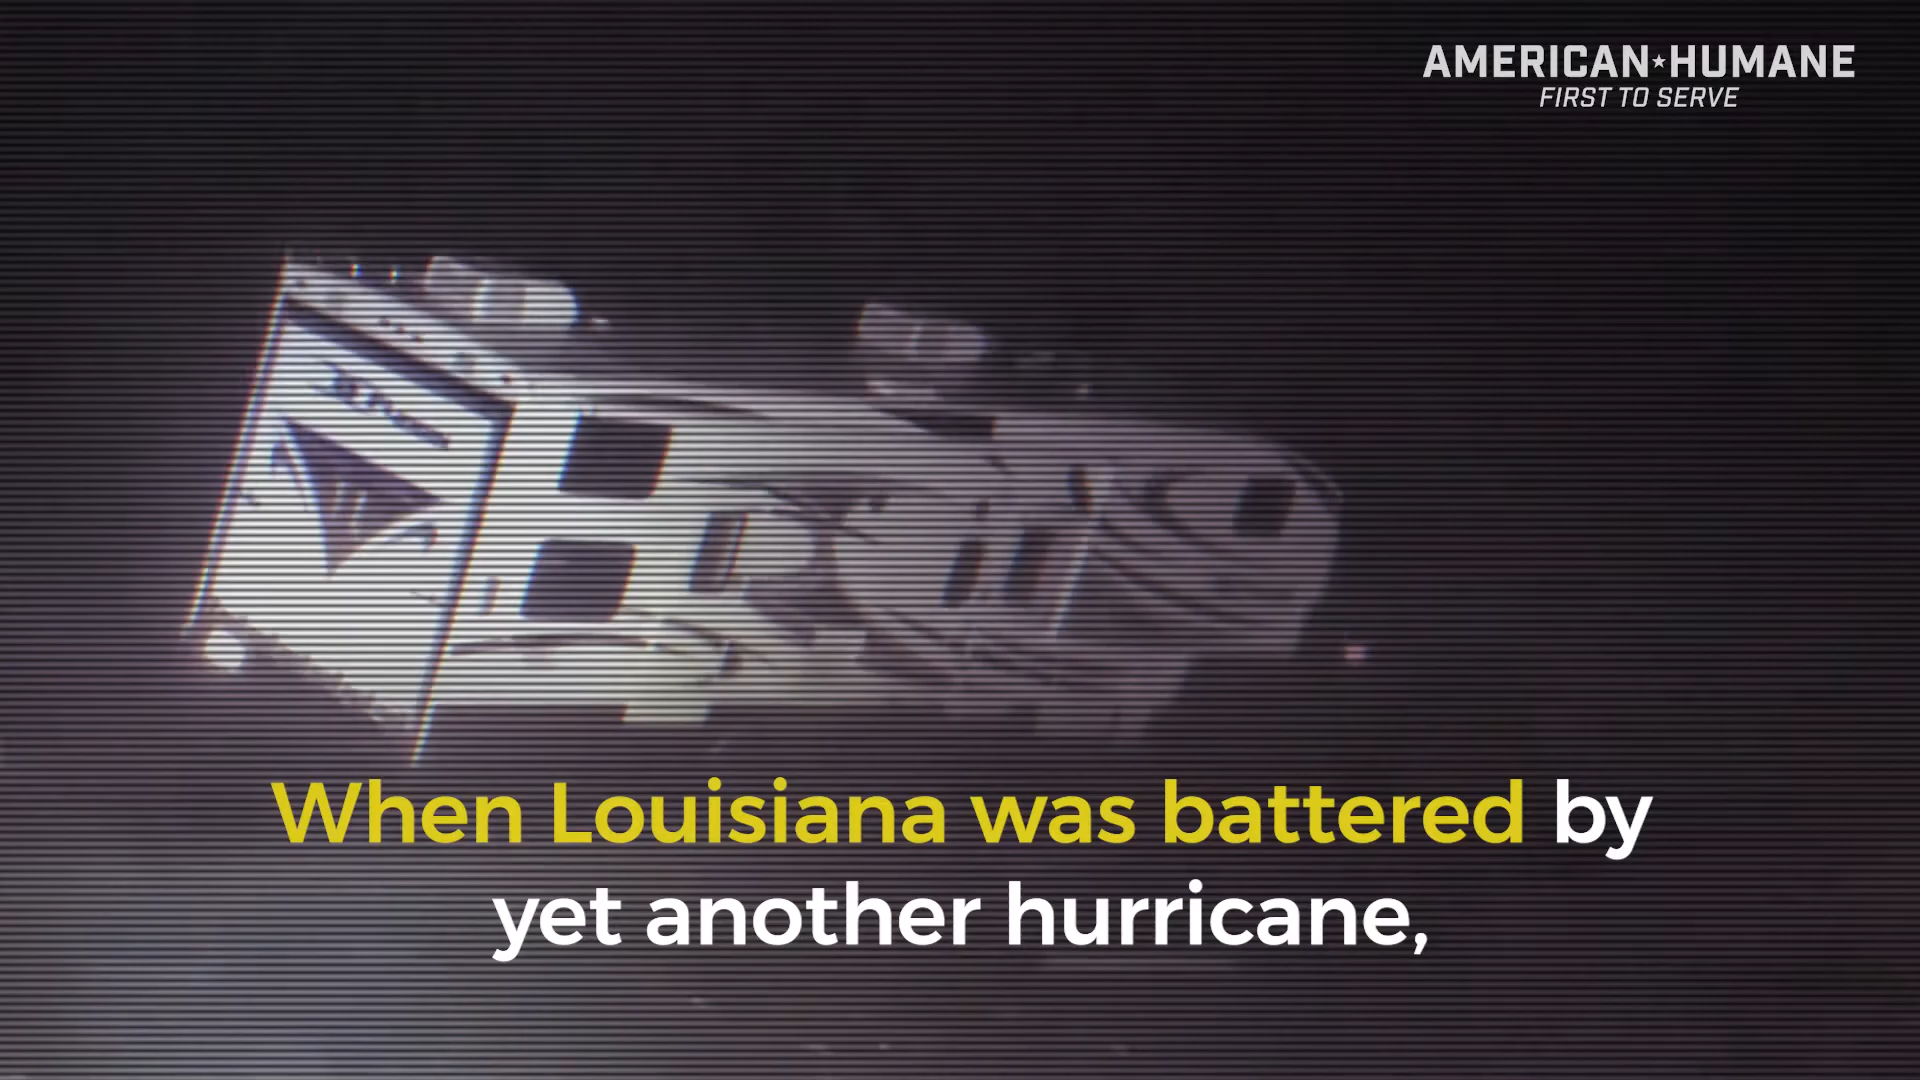 AMERICAN★HUMANE
FIRST TO SERVE
When Louisiana was battered by
yet another hurricane,